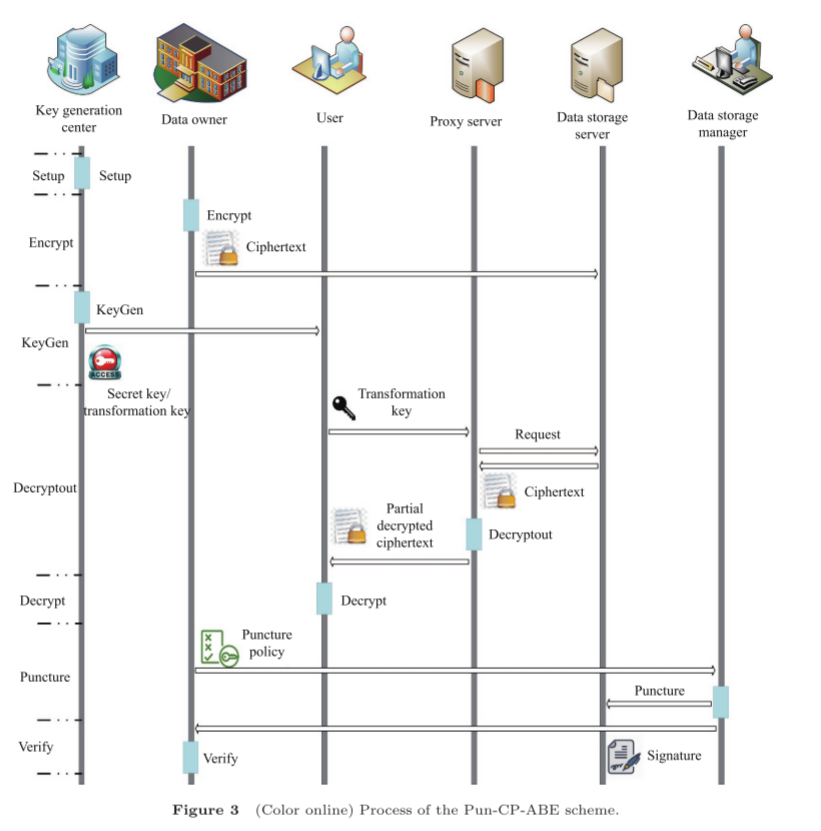 Key generation
center
Data owner
User
Proxy server
Data storage
server
Data storage
manager
Setup
Setup
Encrypt
Encrypt
Ciphertext
KeyGen
KeyGen
ACCESS
Secret key/
transformation key
Transformation
key
Request
Decryptout
Ciphertext
Partial
decrypted
ciphertext
Decryptout
Decrypt
Decrypt
Puncture
policy
Puncture
Puncture
Verify
Verify
Signature
Figure 3 (Color online) Process of the Pun-CP-ABE scheme.